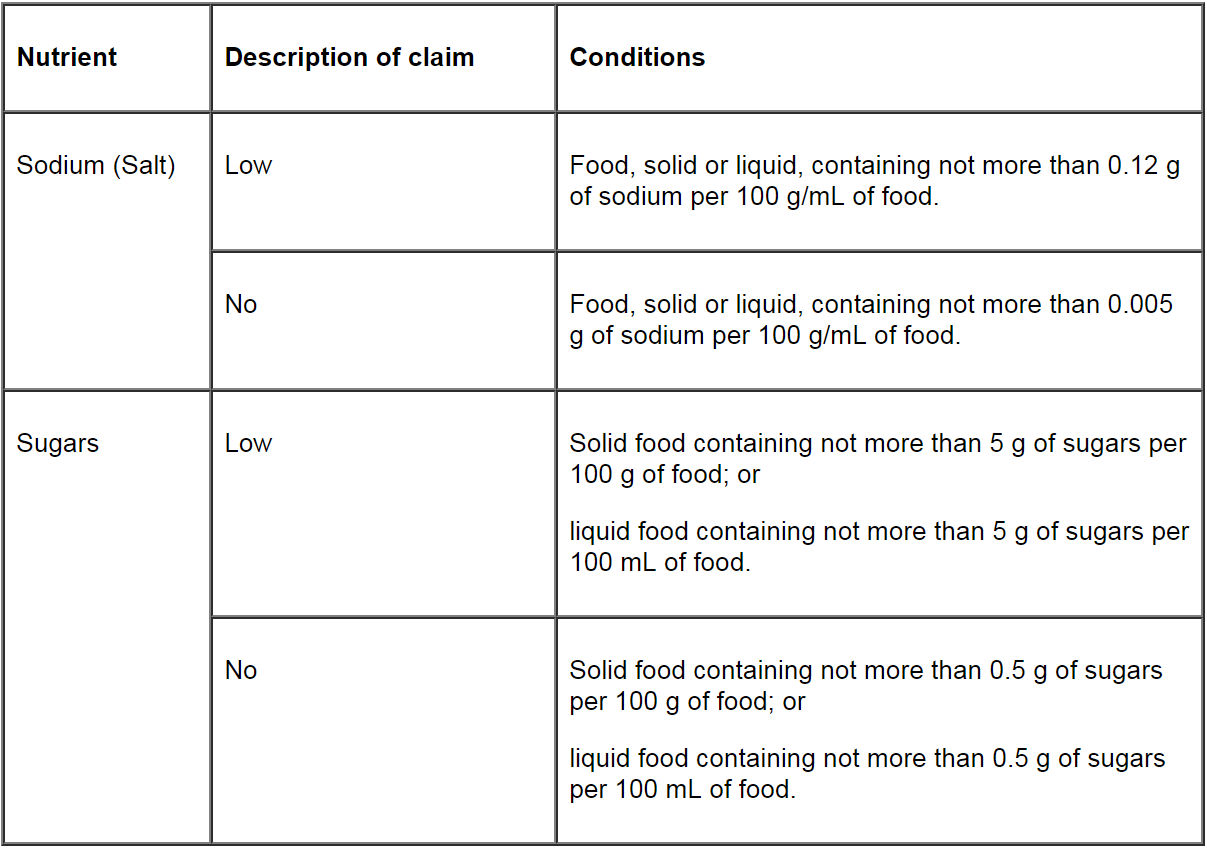 Nutrient
Description of claim
Conditions
Sodium (Salt)
Low
Food, solid or liquid, containing not more than 0.12 g
of sodium per 100 g/mL of food.
No
Food, solid or liquid, containing not more than 0.005
g of sodium per 100 g/mL of food.
Sugars
Low
Solid food containing not more than 5 g of sugars per
100 g of food; or
liquid food containing not more than 5 g of sugars per
100 mL of food.
No
Solid food containing not more than 0.5 g of sugars
per 100 g of food; or
liquid food containing not more than 0.5 g of sugars
per 100 mL of food.